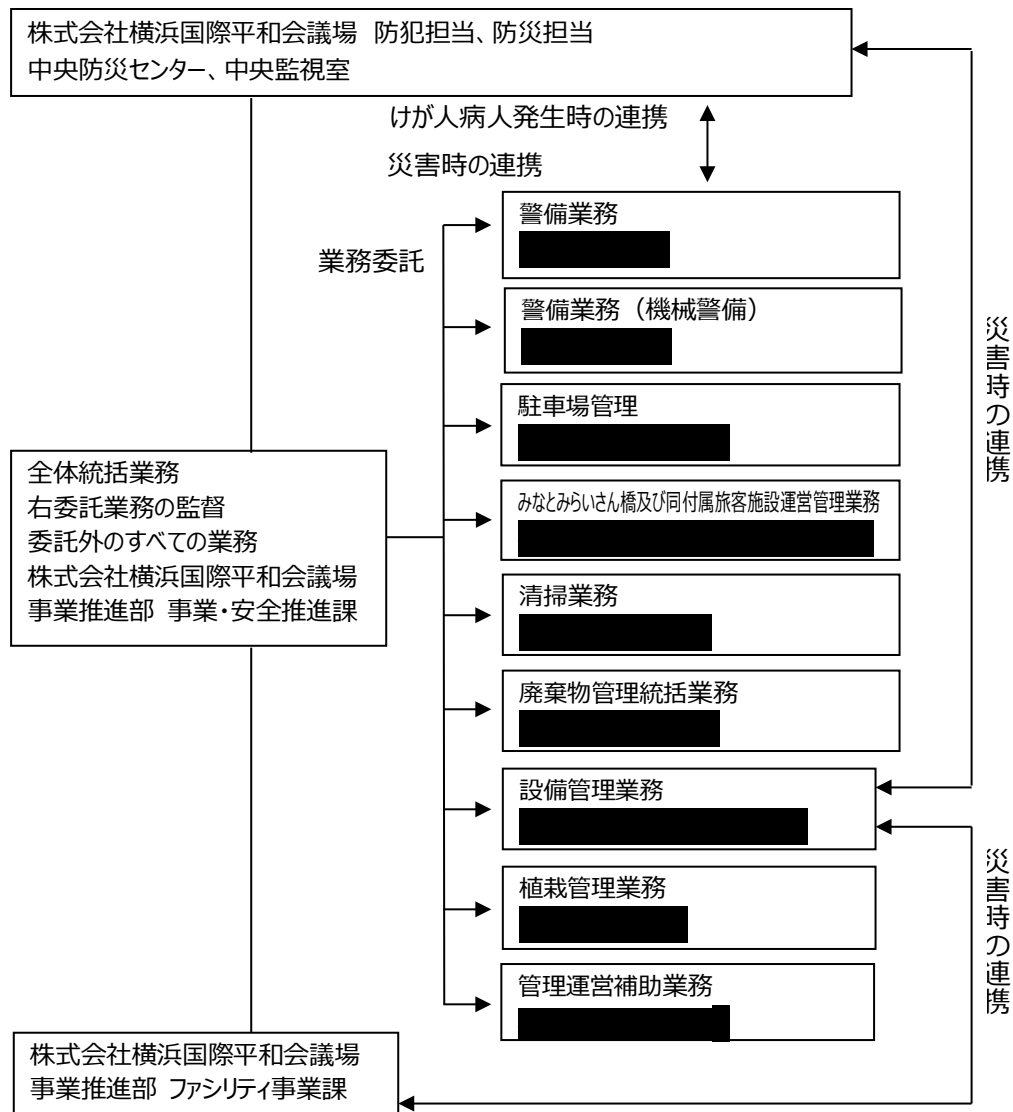 株式会社横浜国際平和会議場 防犯担当、防災担当
中央防災センター、中央監視室
けが人病人発生時の連携
災害時の連携
業務委託
警備業務
警備業務（機械警備）
駐車場管理
みなとみらいさん橋及び同付属旅客施設運営管理業務
清掃業務
廃棄物管理統括業務
設備管理業務
植栽管理業務
管理運営補助業務
全体統括業務
右委託業務の監督
委託外のすべての業務
株式会社横浜国際平和会議場
事業推進部 事業・安全推進課
災害時の連携
災害時の連携
株式会社横浜国際平和会議場
事業推進部 ファシリティ事業課